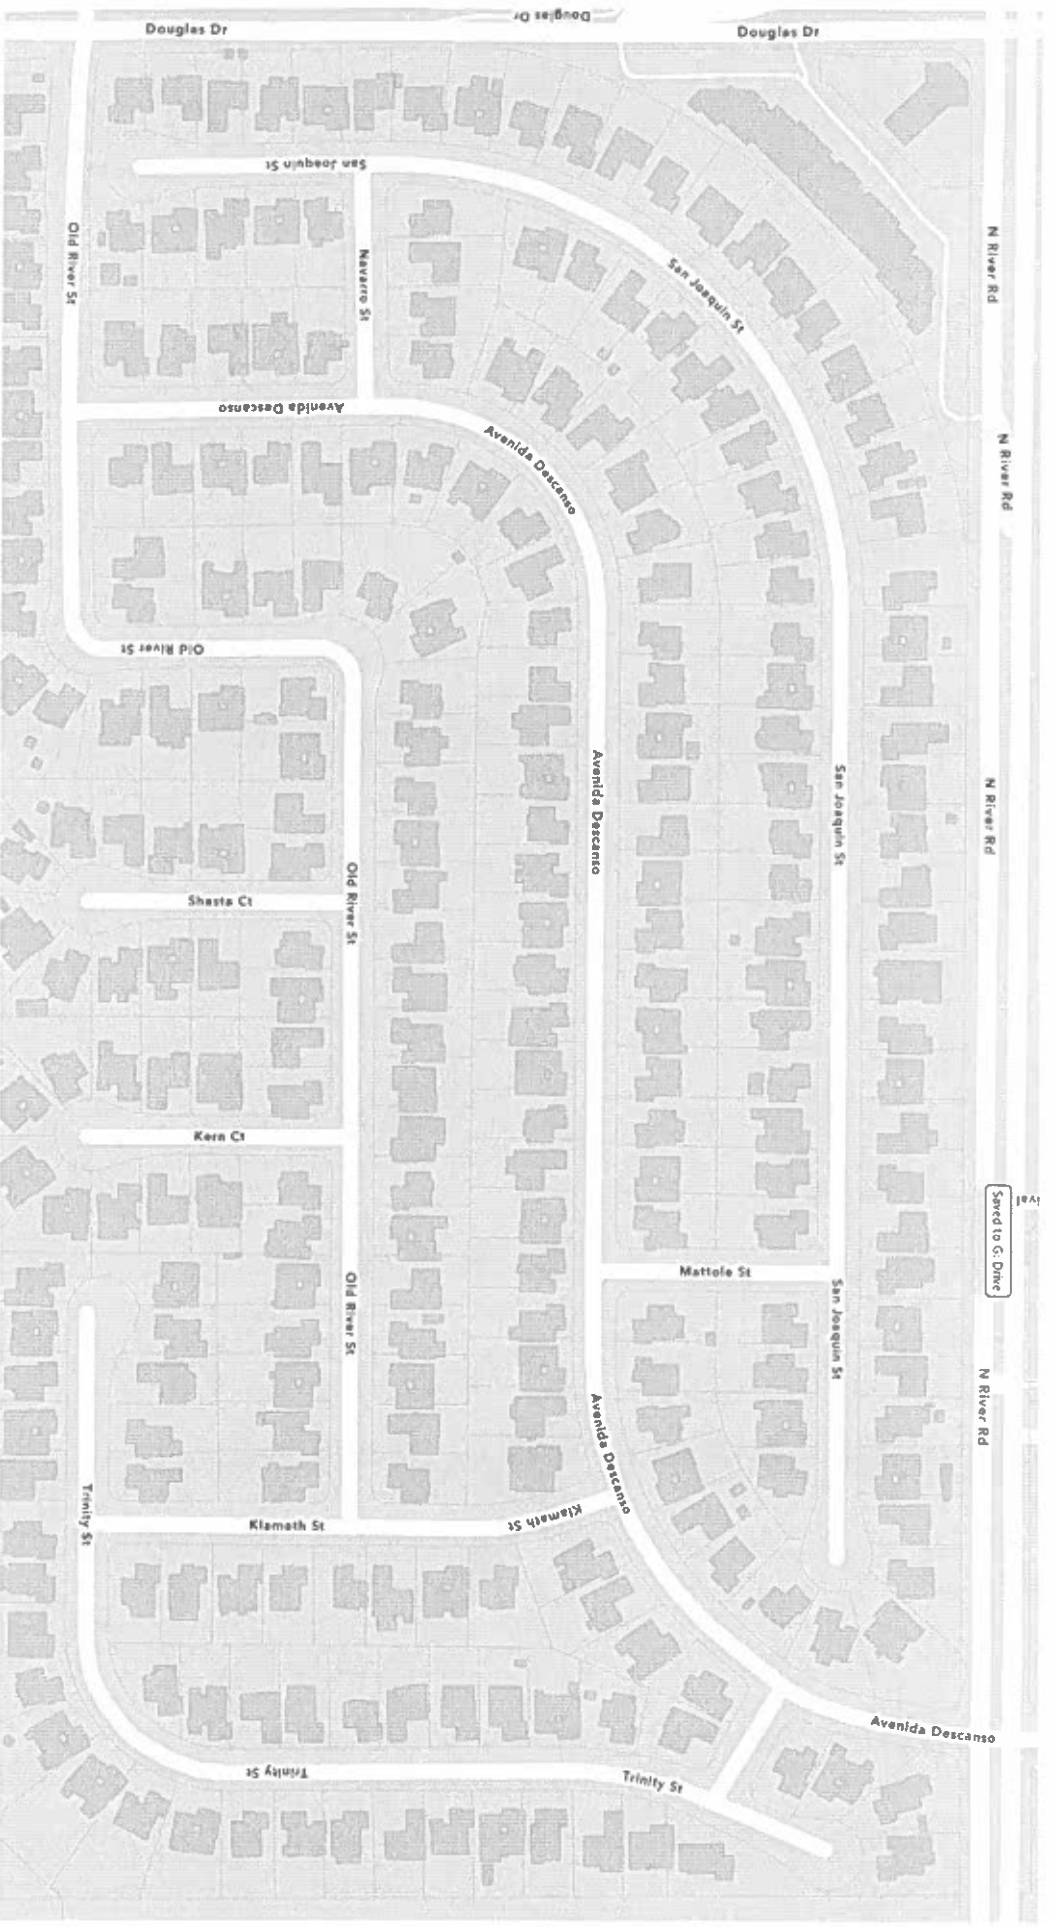 Douglas Dr
Douglas Dr
Douglas Dr
San Joaquin St
Old River St
Navarro St
N River Rd
San Joaquin St
Avenida Descanso
Avenida Descanso
N River Rd
Old River St
Avenida Descanso
San Joaquin St
N River Rd
Shasta Ct
Old River St
Kern Ct
Saved to G: Drive
ival
Mattole St
Old River St
San Joaquin St
N River Rd
Avenida Descanso
Trinity St
Klamath St
Klamath St
Avenida Descanso
Trinity St
Trinity St